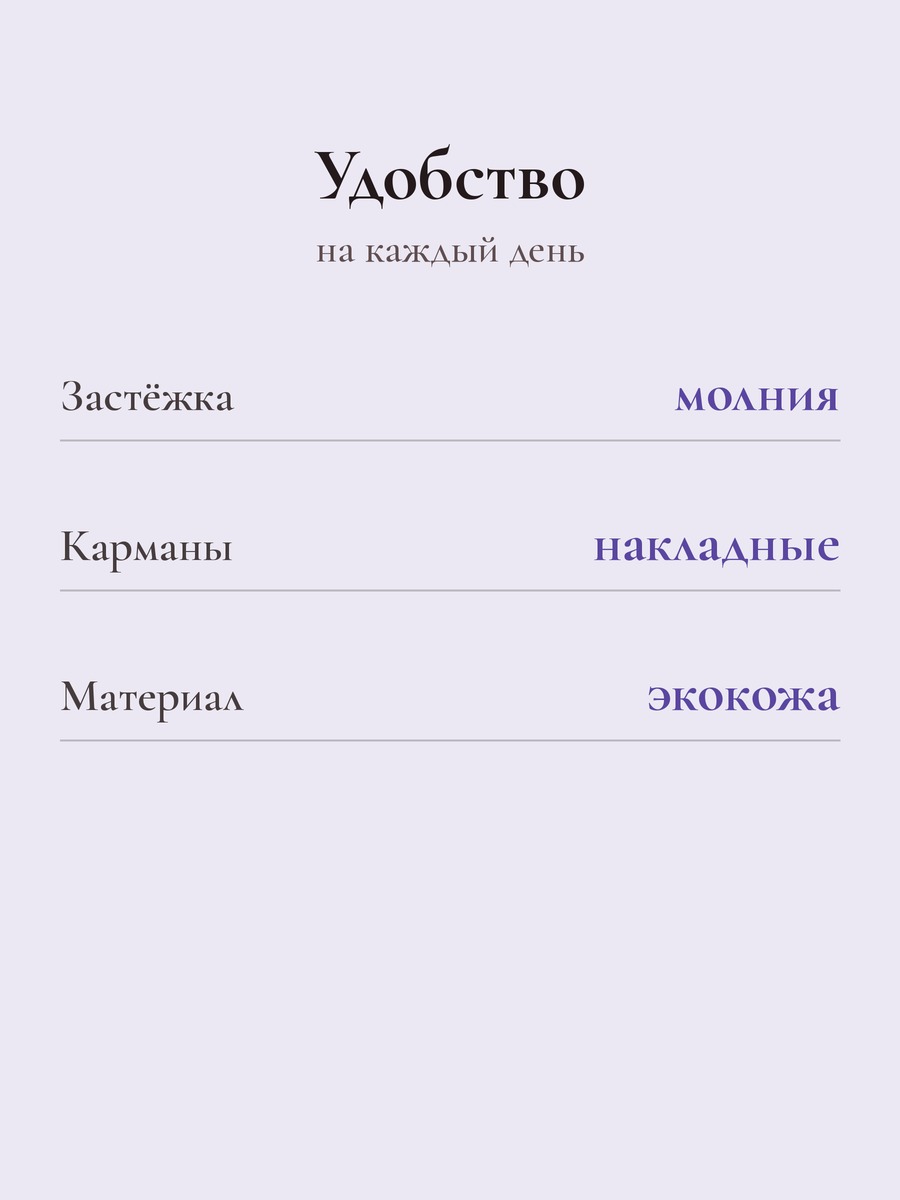 Удобство
на каждый день
Застёжка молния
Карманы накладные
Материал экокожа